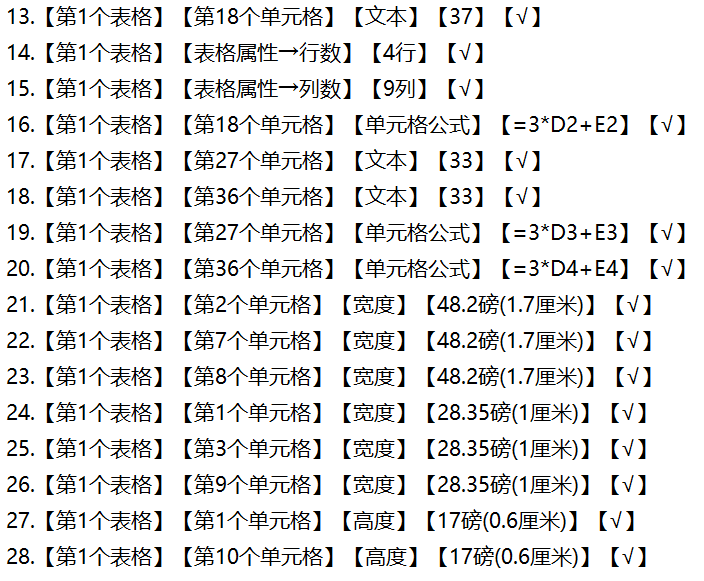 13.【第1个表格】【第18个单元格】【文本】【37】【√】
14.【第1个表格】【表格属性→行数】【4行】【√】
15.【第1个表格】【表格属性→列数】【9列】【√】
16.【第1个表格】【第18个单元格】【单元格公式】【=3*D2+E2】【√】
17.【第1个表格】【第27个单元格】【文本】【33】【√】
18.【第1个表格】【第36个单元格】【文本】【33】【√】
19.【第1个表格】【第27个单元格】【单元格公式】【=3*D3+E3】【√】
20.【第1个表格】【第36个单元格】【单元格公式】【=3*D4+E4】【√】
21.【第1个表格】【第2个单元格】【宽度】【48.2磅(1.7厘米)】【√】
22.【第1个表格】【第7个单元格】【宽度】【48.2磅(1.7厘米)】【√】
23.【第1个表格】【第8个单元格】【宽度】【48.2磅(1.7厘米)】【√】
24.【第1个表格】【第1个单元格】【宽度】【28.35磅(1厘米)】【√】
25.【第1个表格】【第3个单元格】【宽度】【28.35磅(1厘米)】【√】
26.【第1个表格】【第9个单元格】【宽度】【28.35磅(1厘米)】【√】
27.【第1个表格】【第1个单元格】【高度】【17磅(0.6厘米)】【√】
28.【第1个表格】【第10个单元格】【高度】【17磅(0.6厘米)】【√】